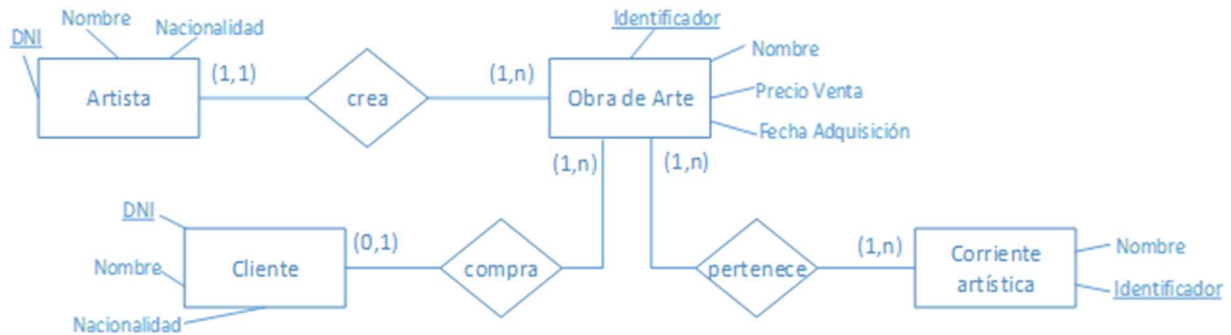 Nombre
DNI
Nacionalidad
Artista
(1,1)
crea
(1,n)
Obra de Arte
Identificador
Nombre
Precio Venta
Fecha Adquisición
(1,n)
(1,n)
DNI
Nombre
Nacionalidad
Cliente
(0,1)
compra
pertenece
(1,n)
Corriente
artística
Nombre
Identificador